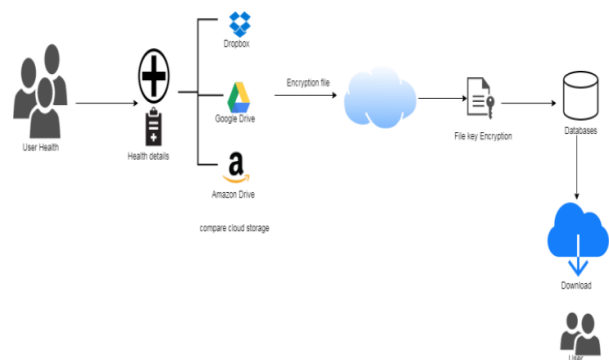 Dropbox
Encryption file
Google Drive
User Health
Health details
File key Encryption
Databases
a
Amazon Drive
compare cloud storage
Download
User